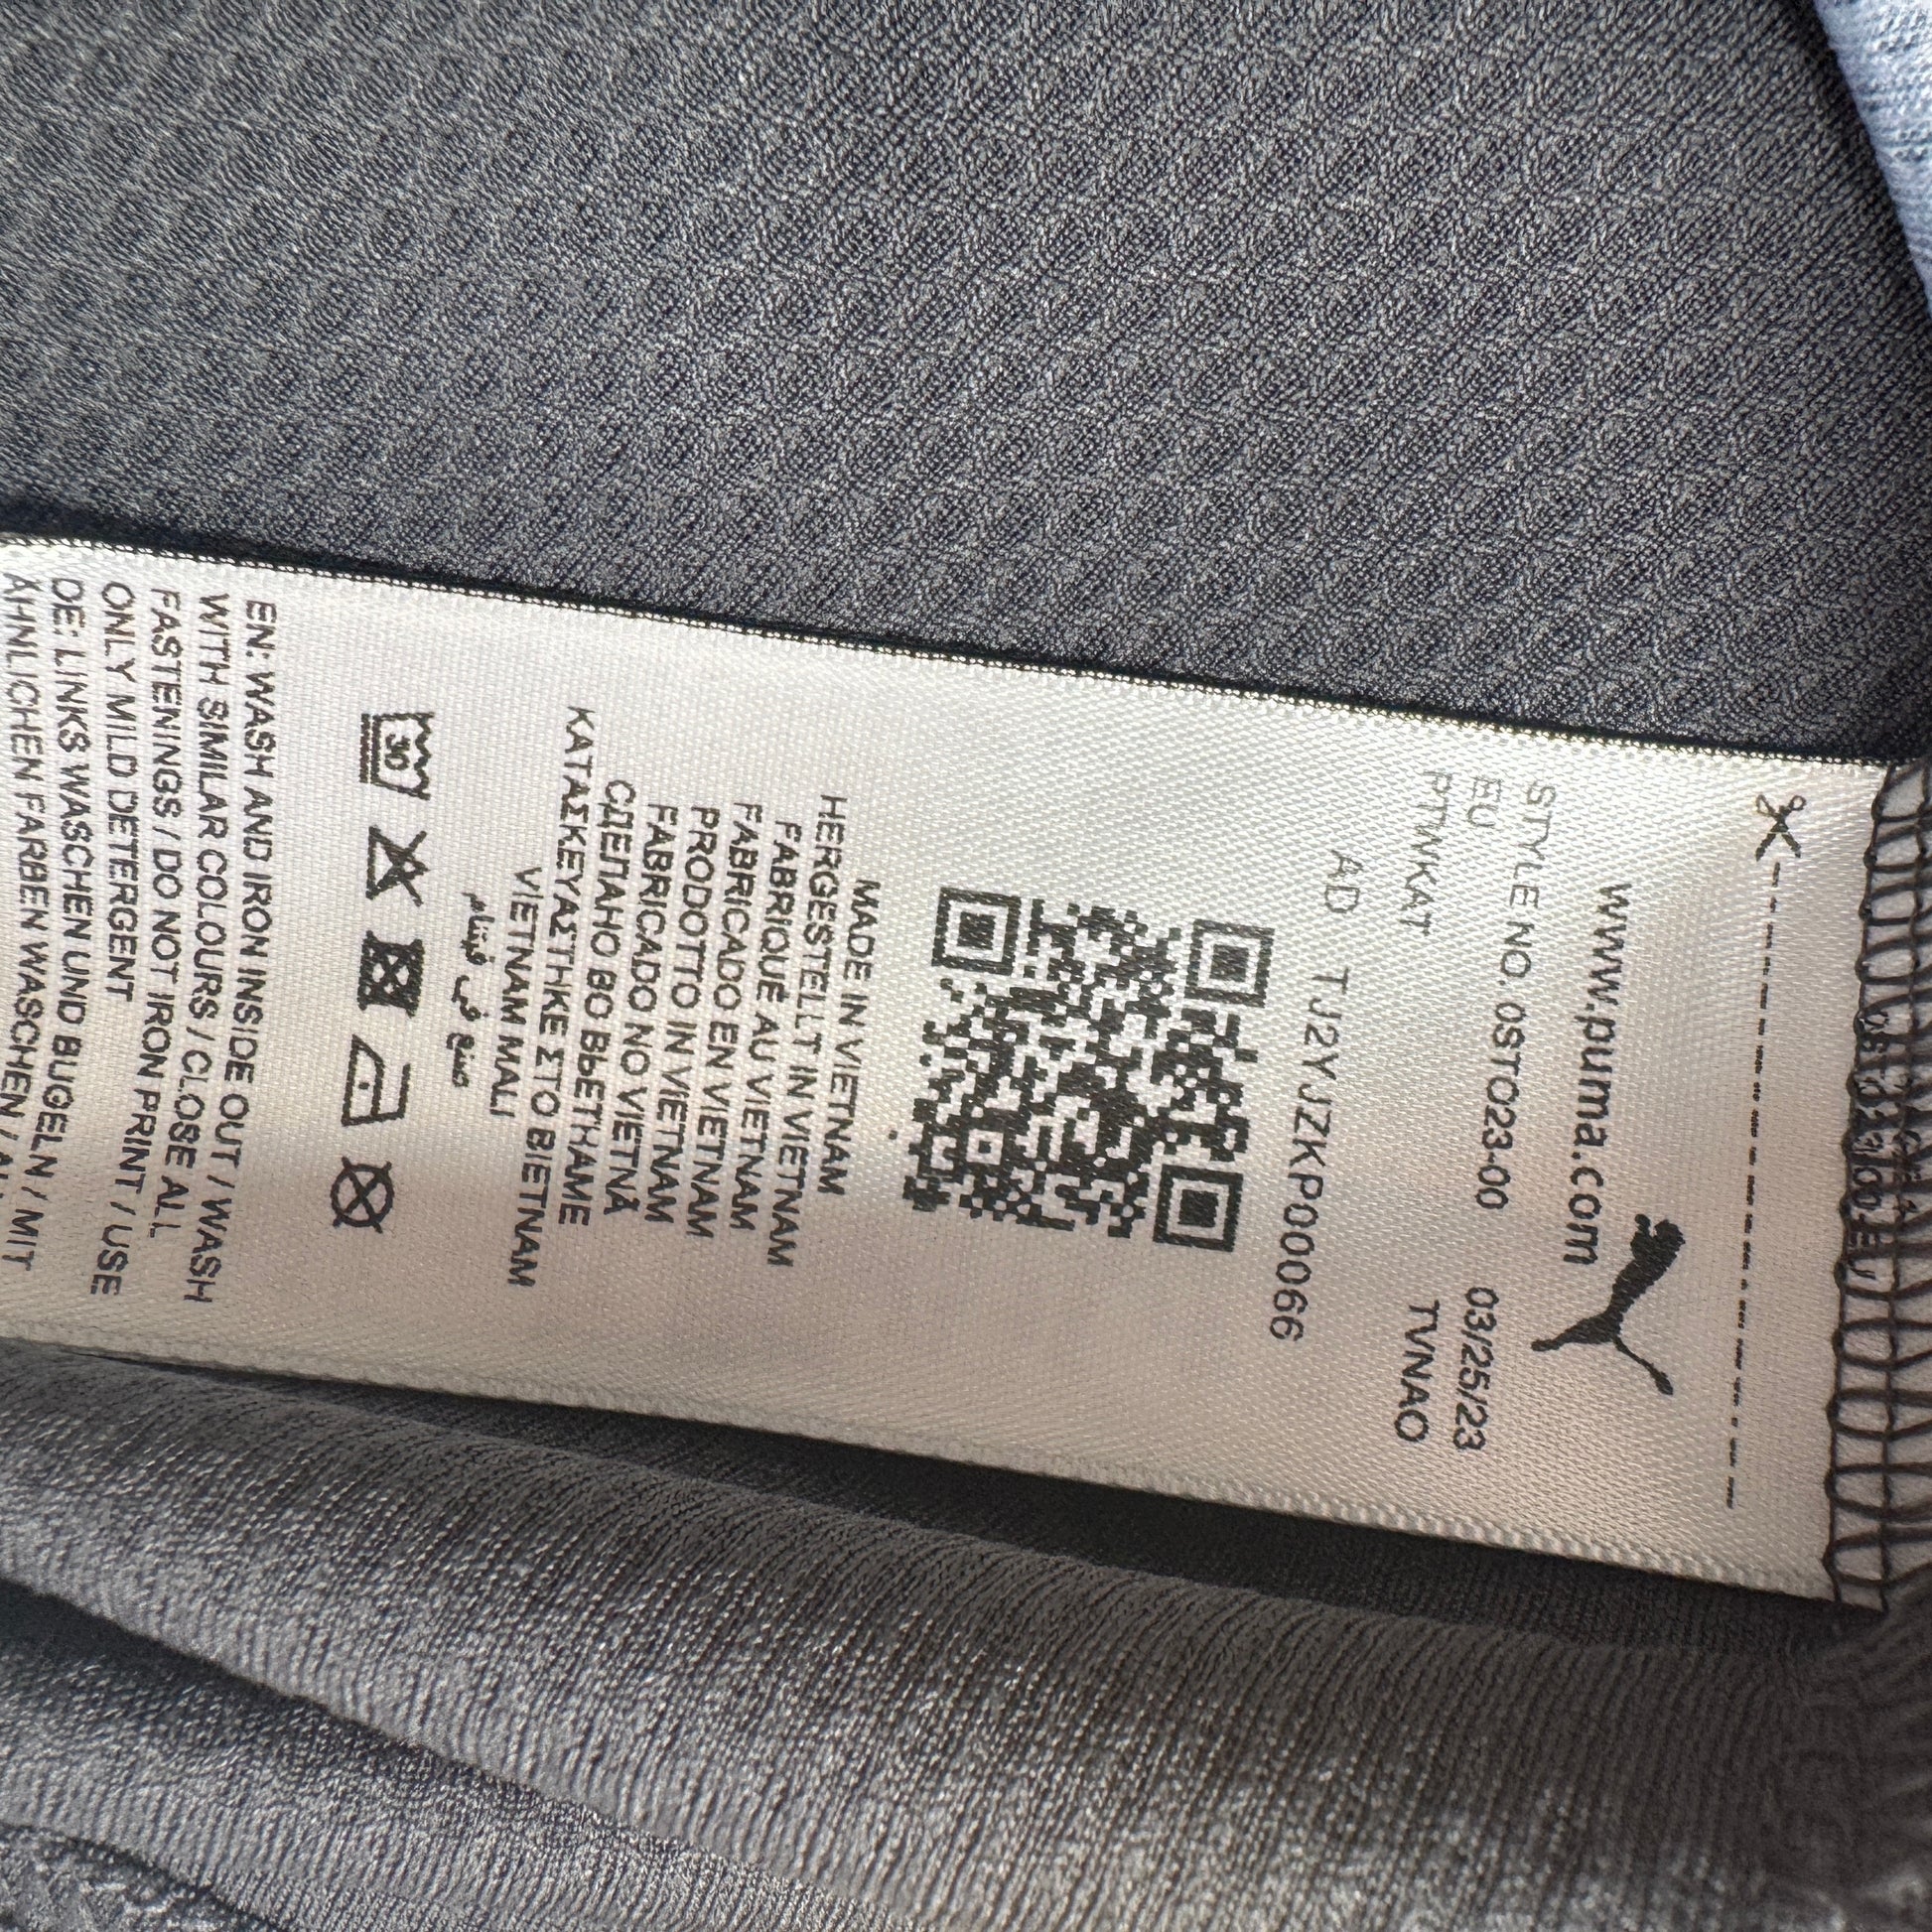 www.puma.com
STYLE NO. 0STO23-00 03/25/23
EU TVNAO
PTWKAT
AD TJ2YJZKP00066
MADE IN VIETNAM
HERGESTELLT IN VIETNAM
FABRIQUÉ AU VIETNAM
FABRICADO EN VIETNAM
PRODOTTO IN VIETNAM
FABRICADO NO VIETNÃ
СДЕЛАНО ВО ВЬЕТНАМЕ
ΚΑΤΑΣΚΕΥΑΣΤΗΚΕ ΣΤΟ ΒΙΕΤΝΑΜ
VIETNAM MALI
صنع في فيتنام
30
EN: WASH AND IRON INSIDE OUT / WASH
WITH SIMILAR COLOURS / CLOSE ALL
FASTENINGS / DO NOT IRON PRINT / USE
ONLY MILD DETERGENT
DE: LINKS WASCHEN UND BÜGELN / MIT
ÄHNLICHEN FARBEN WASCHEN /